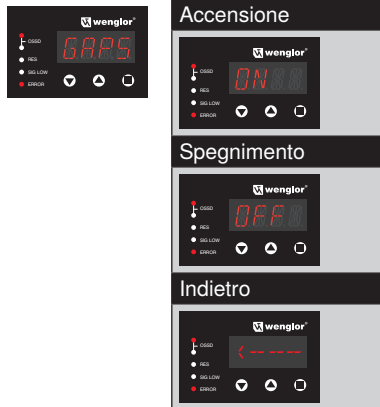 wenglor®
OSSD
GAPS
RES
SIG LOW
ERROR
Accensione
wenglor®
OSSD
ON
RES
SIG LOW
ERROR
Spegnimento
wenglor®
OSSD
OFF
RES
SIG LOW
ERROR
Indietro
wenglor®
OSSD
<----
RES
SIG LOW
ERROR